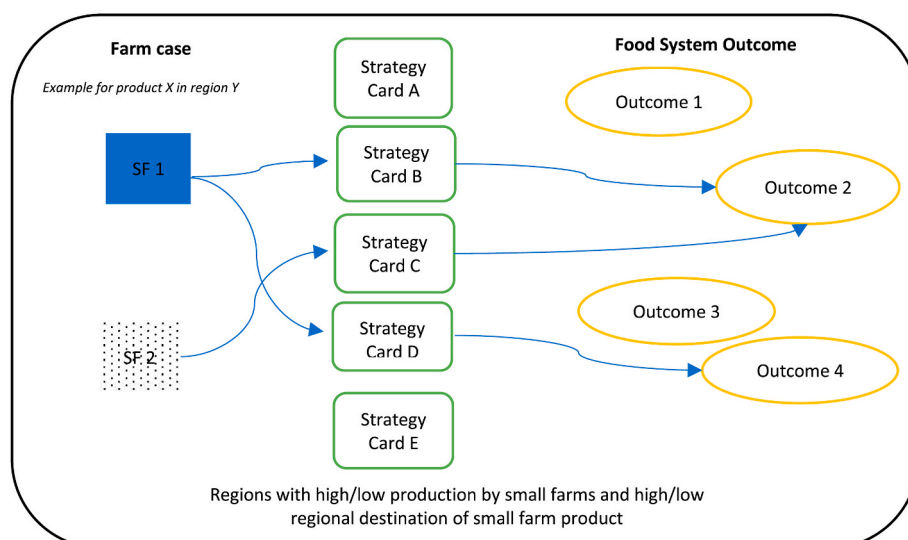 Farm case
Example for product X in region Y
SF 1
SF 2
Strategy
Card A
Strategy
Card B
Strategy
Card C
Strategy
Card D
Strategy
Card E
Food System Outcome
Outcome 1
Outcome 2
Outcome 3
Outcome 4
Regions with high/low production by small farms and high/low
regional destination of small farm product